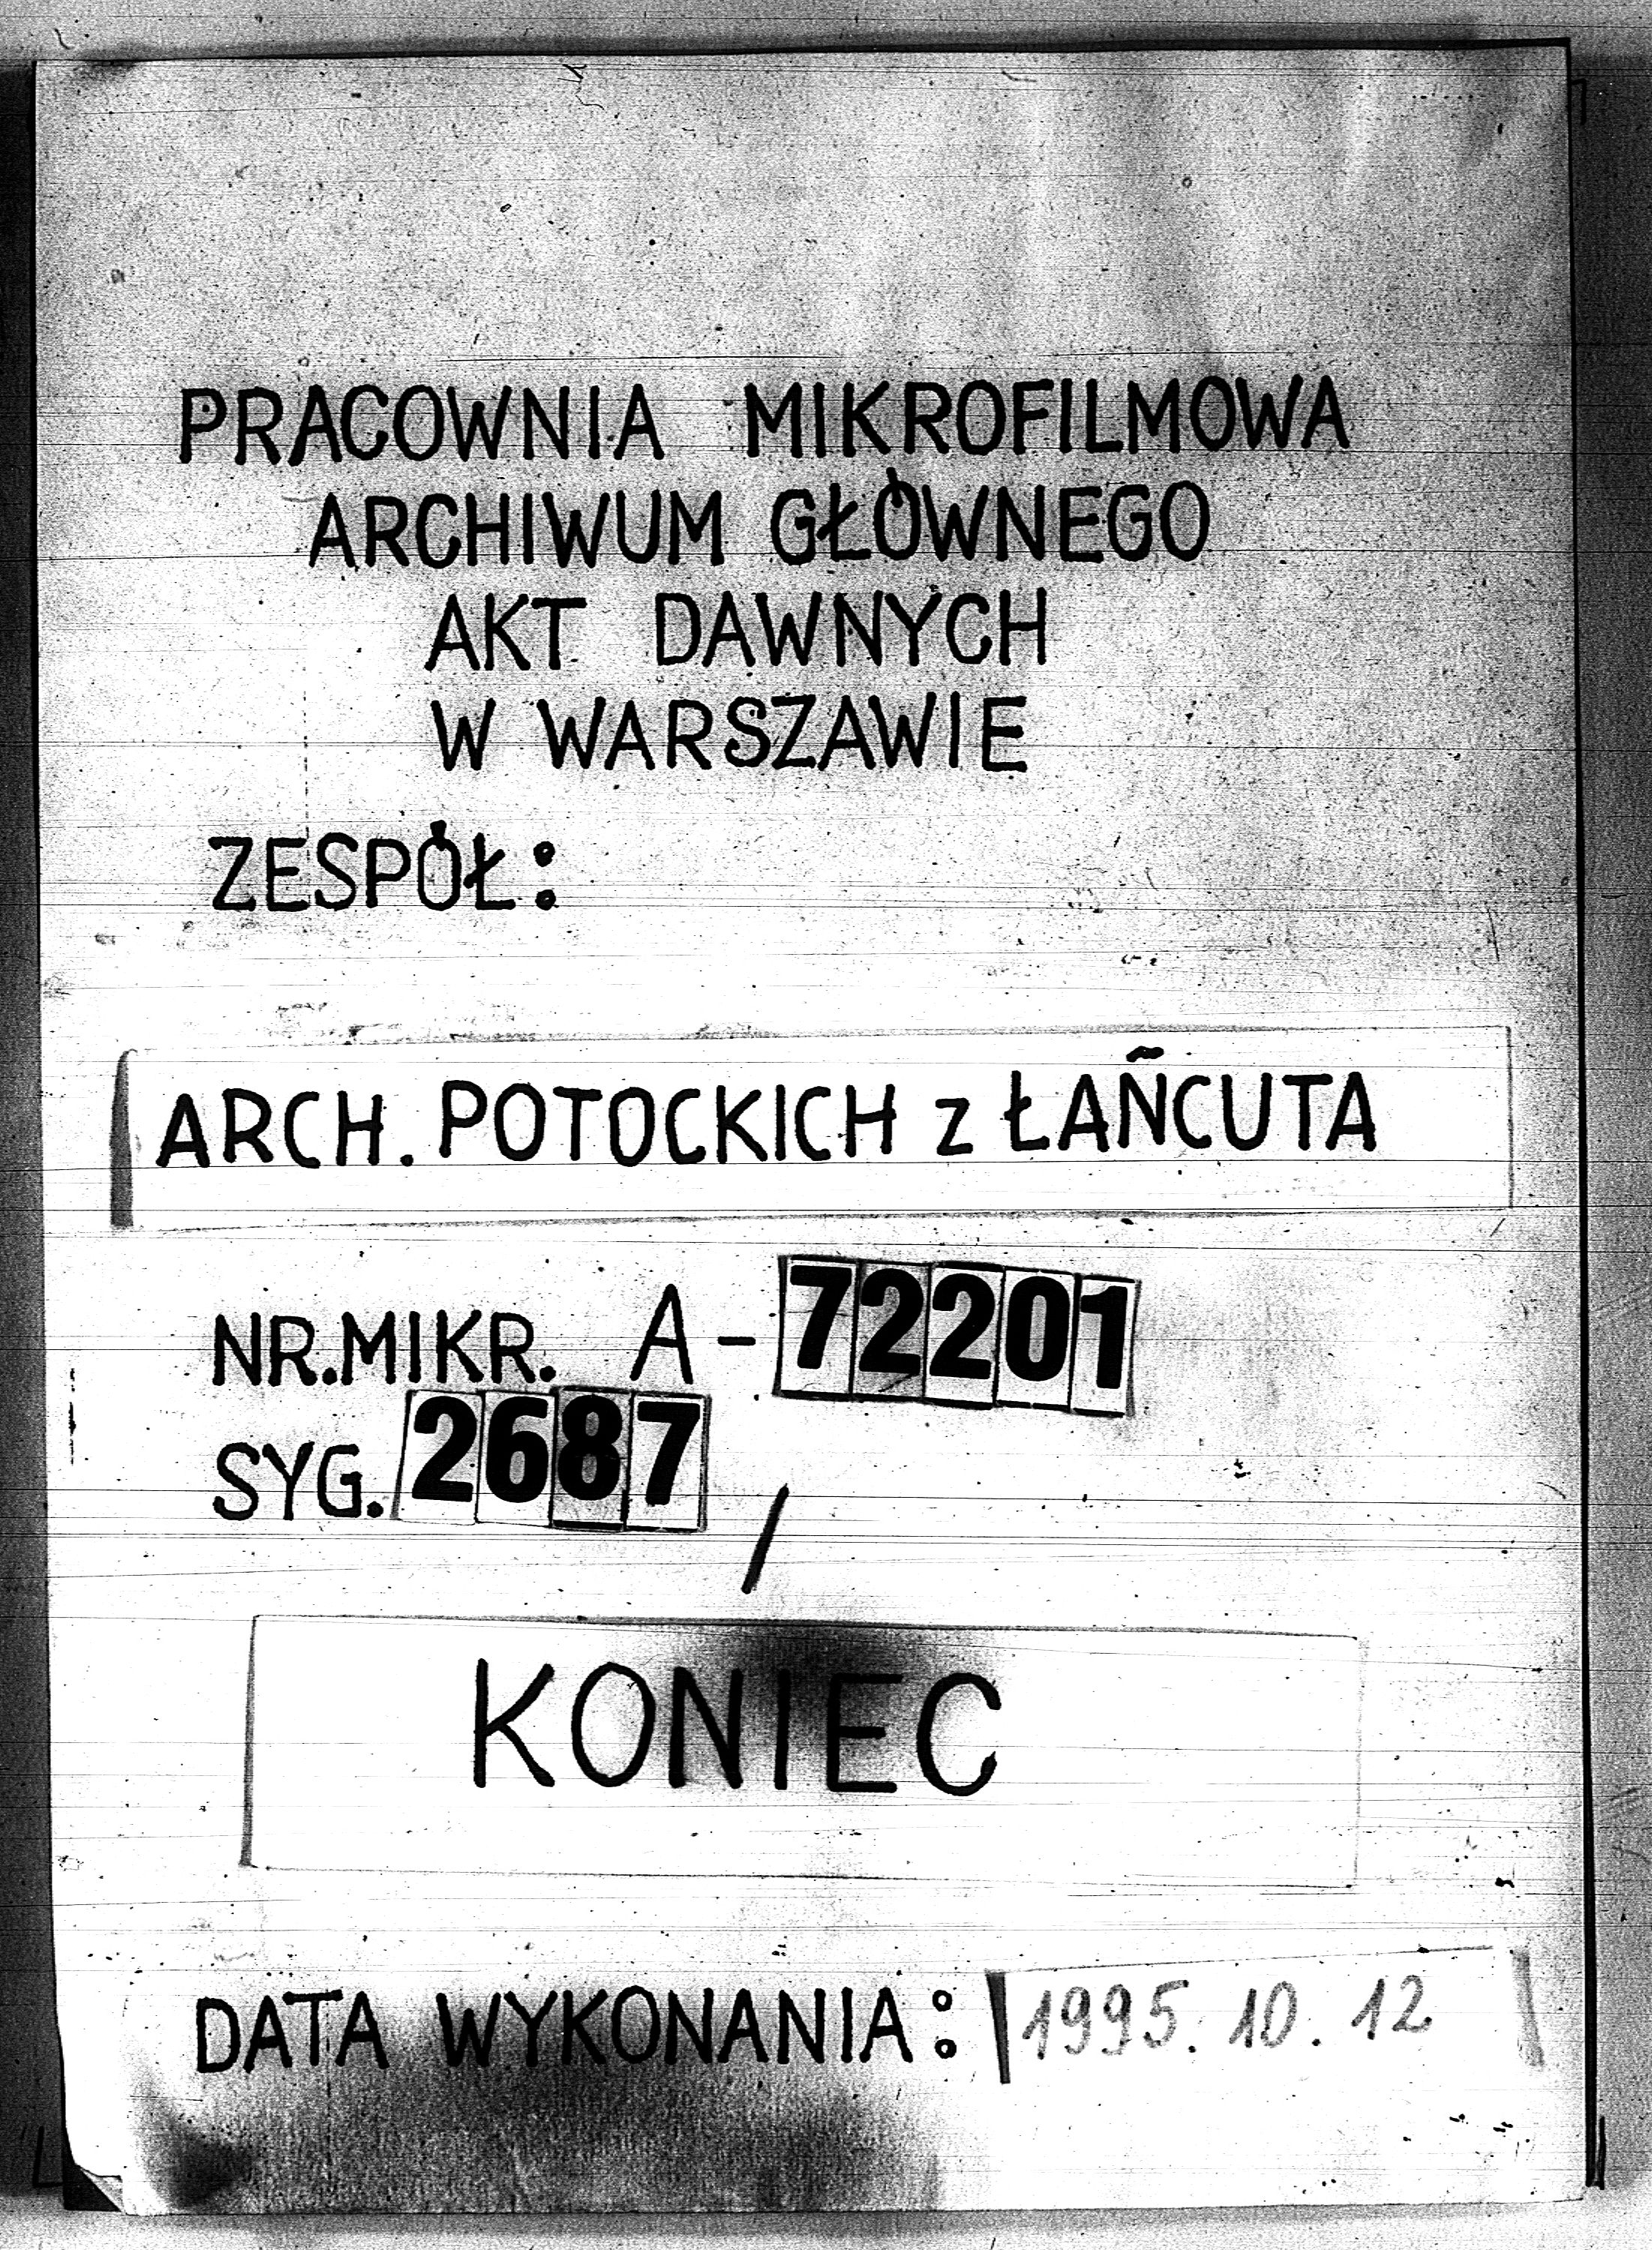 PRACOWNIA MIKROFILMOWA
ARCHIWUM GŁÓWNEGO
AKT DAWNYCH
W WARSZAWIE
ZESPÓŁ:
ARCH. POTOCKICH z ŁAŃCUTA
NR.MIKR. A-72201
SYG. 2687 /
KONIEC
DATA WYKONANIA: 1995.10.12